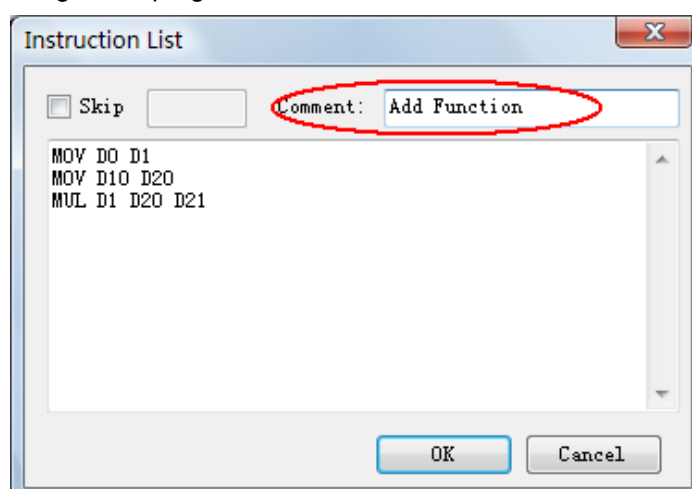 Instruction List
Skip
Comment: Add Function
MOV D0 D1
MOV D10 D20
MUL D1 D20 D21
OK
Cancel